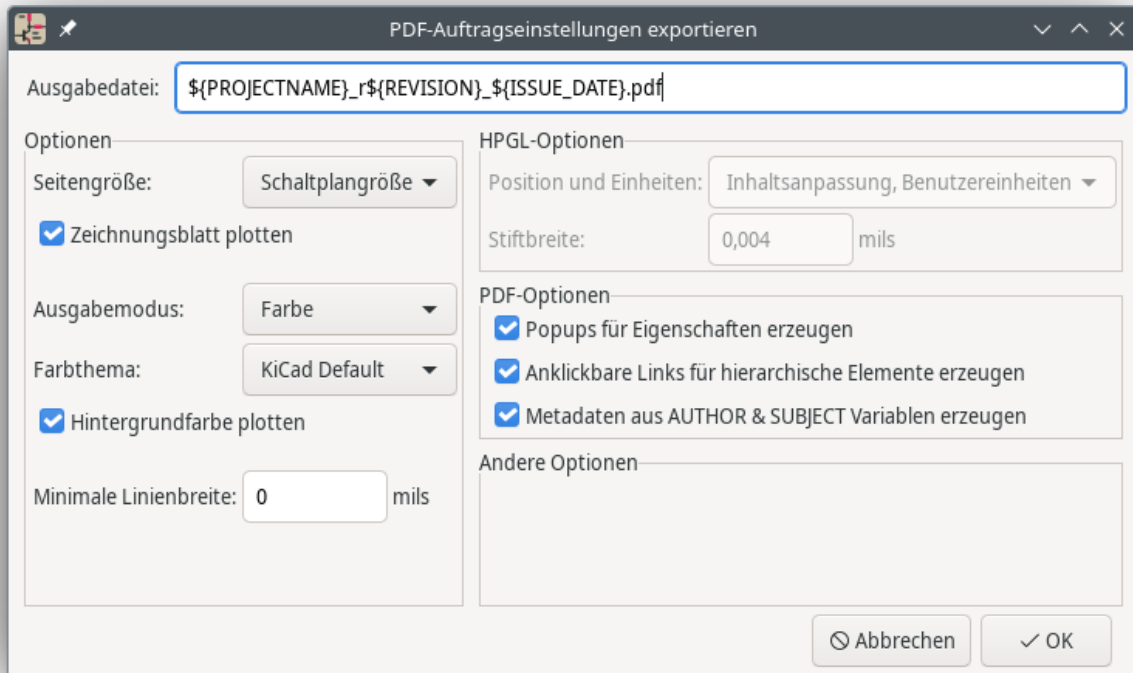 PDF-Auftragseinstellungen exportieren
Ausgabedatei: ${PROJECTNAME}_r${REVISION}_${ISSUE_DATE}.pdf
Optionen
Seitengröße: Schaltplangröße
Zeichnungsblatt plotten
Ausgabemodus: Farbe
Farbthema: KiCad Default
Hintergrundfarbe plotten
Minimale Linienbreite: 0 mils
HPGL-Optionen
Position und Einheiten: Inhaltsanpassung, Benutzereinheiten
Stiftbreite: 0,004 mils
PDF-Optionen
Popups für Eigenschaften erzeugen
Anklickbare Links für hierarchische Elemente erzeugen
Metadaten aus AUTHOR & SUBJECT Variablen erzeugen
Andere Optionen
Abbrechen OK